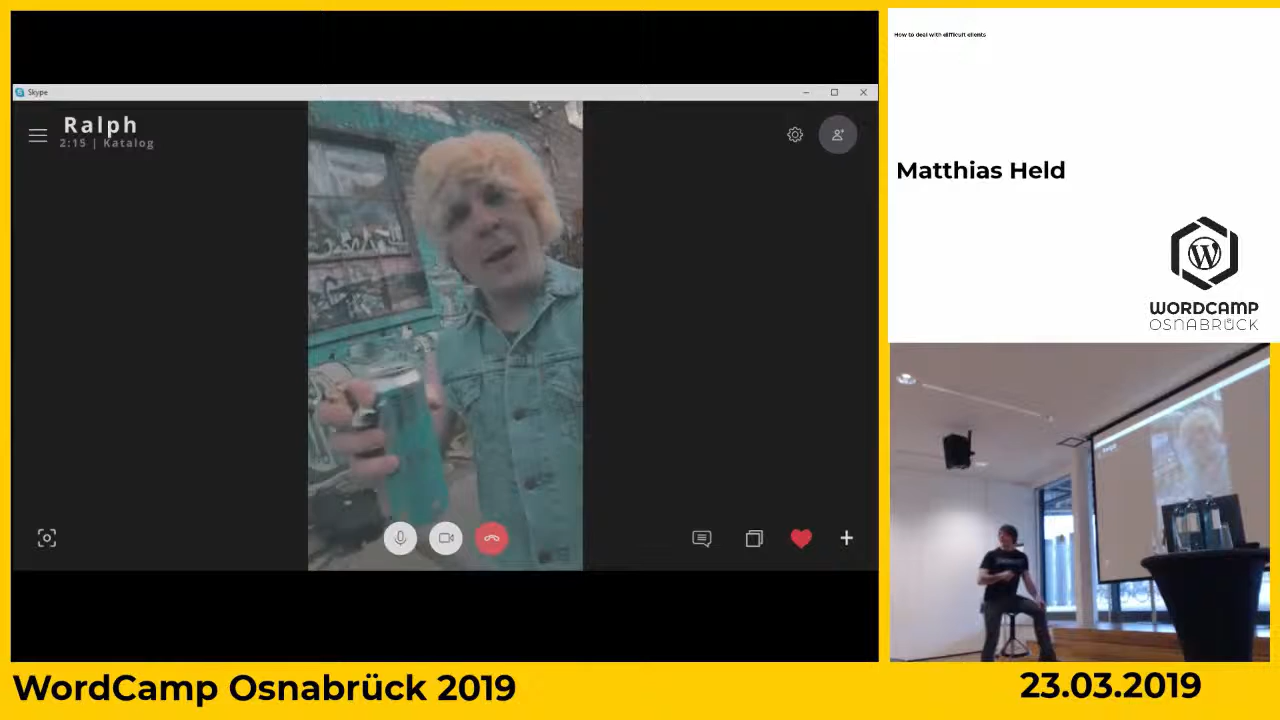 Skype
Ralph
2:15 | Katalog
How to deal with difficult clients
Matthias Held
WORDCAMP
OSNABRÜCK
WordCamp Osnabrück 2019
23.03.2019